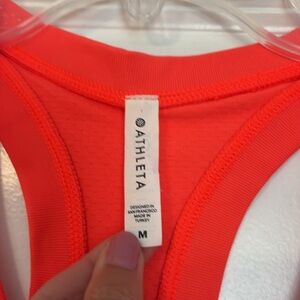 ATHLETA
DESIGNED IN
SAN FRANCISCO
MADE IN
TURKEY
M